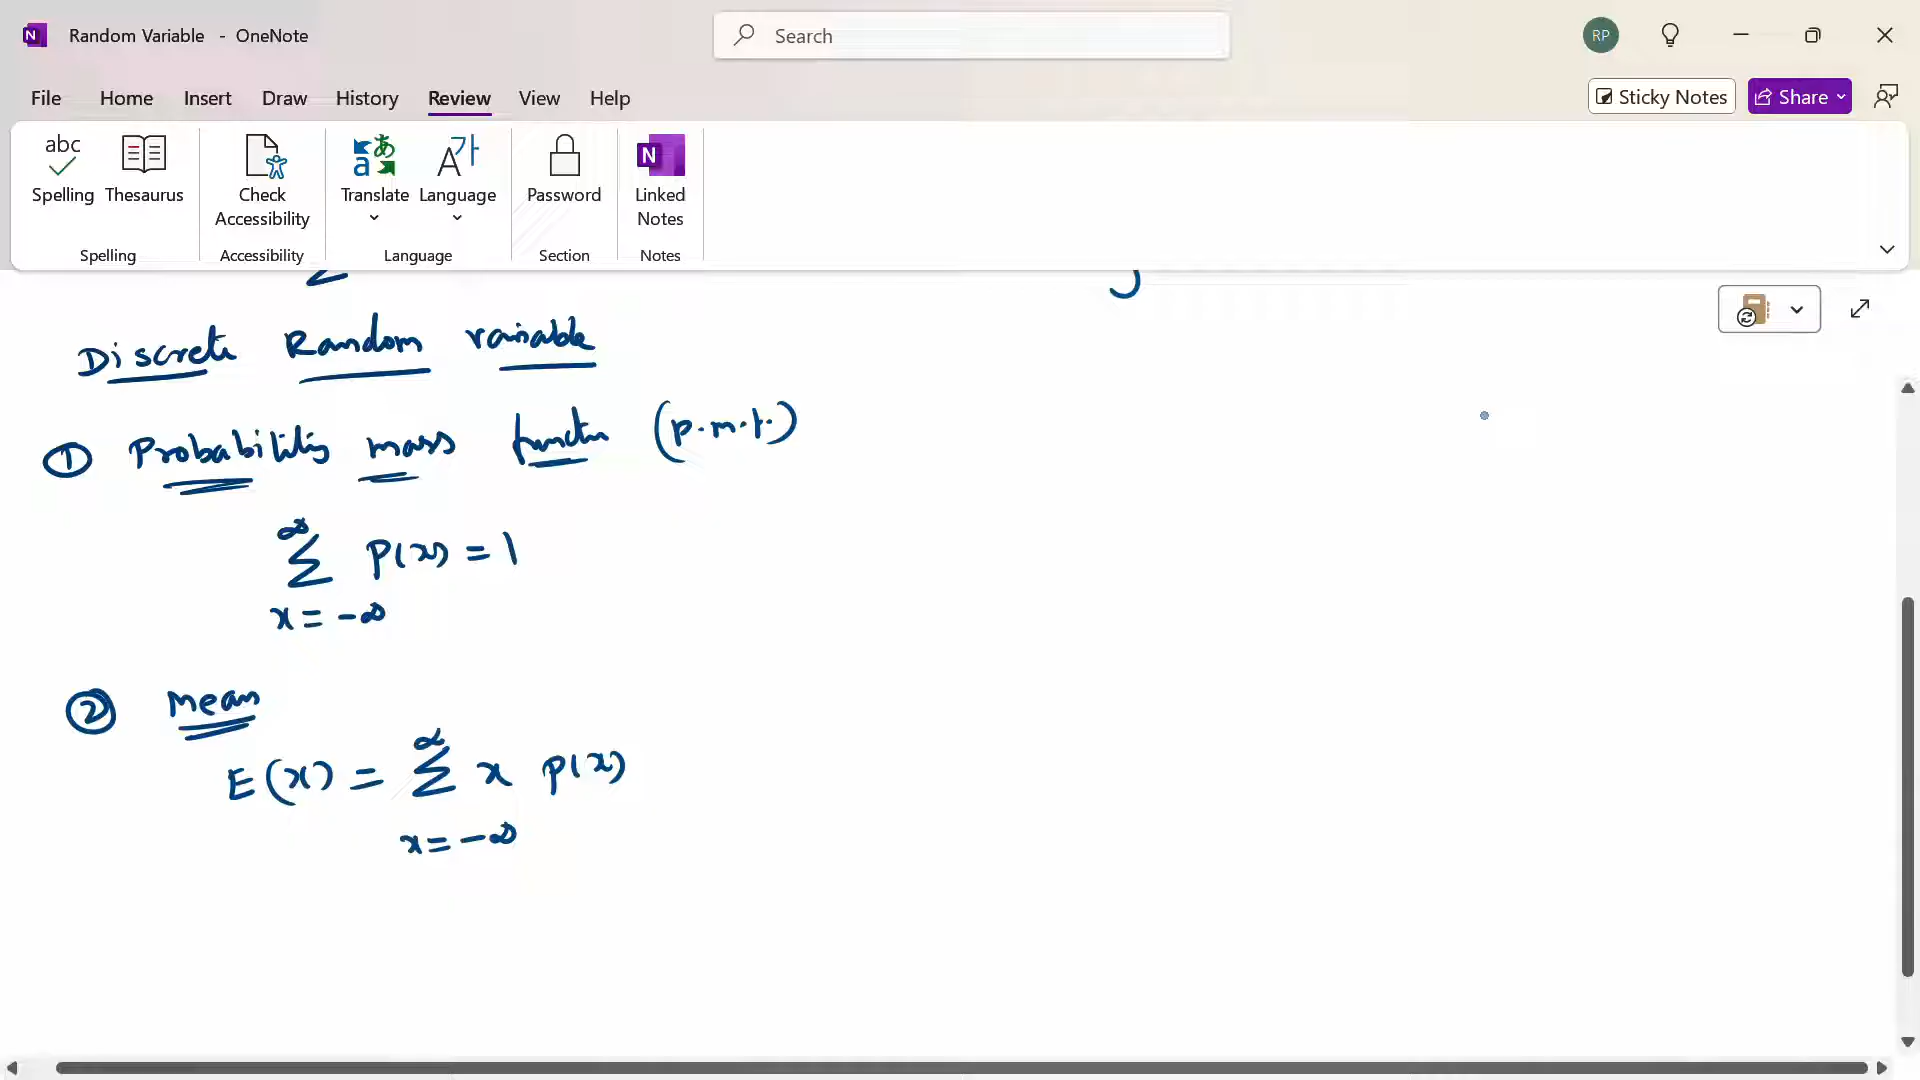 Random Variable - OneNote
Search
RP
File Home Insert Draw History Review View Help
Sticky Notes Share
abc
Spelling Thesaurus Check Accessibility Translate Language Password Linked Notes
Spelling Accessibility Language Section Notes
Discrete Random variable
① Probability mass function (p.m.f.)
∞
∑ P(x) = 1
x = -∞
② Mean
∞
E(x) = ∑ x p(x)
x = -∞